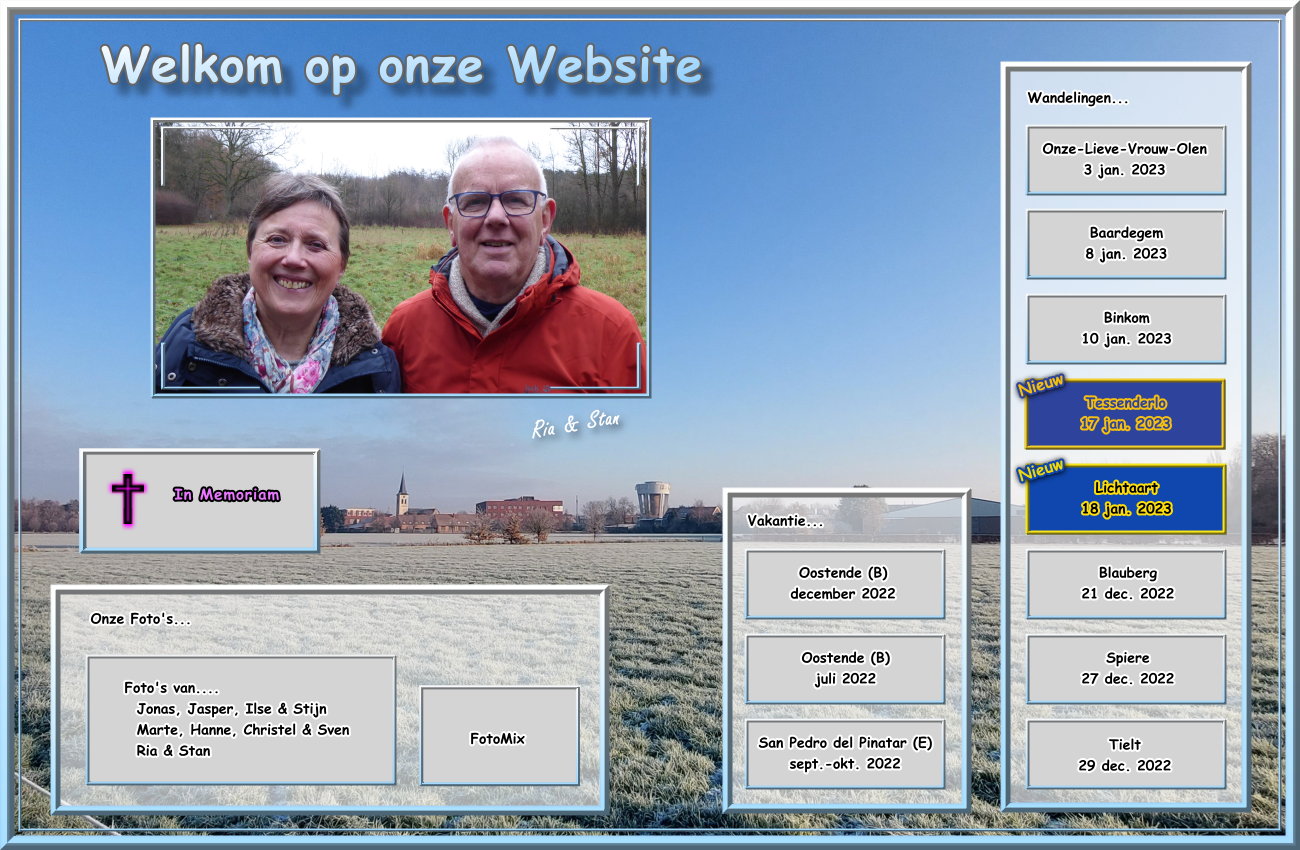 Welkom op onze Website
Ria & Stan
In Memoriam
Onze Foto's...
Foto's van....
Jonas, Jasper, Ilse & Stijn
Marte, Hanne, Christel & Sven
Ria & Stan
FotoMix
Vakantie...
Oostende (B)
december 2022
Oostende (B)
juli 2022
San Pedro del Pinatar (E)
sept.-okt. 2022
Wandelingen...
Onze-Lieve-Vrouw-Olen
3 jan. 2023
Baardegem
8 jan. 2023
Binkom
10 jan. 2023
Nieuw
Tessenderlo
17 jan. 2023
Nieuw
Lichtaart
18 jan. 2023
Blauberg
21 dec. 2022
Spiere
27 dec. 2022
Tielt
29 dec. 2022